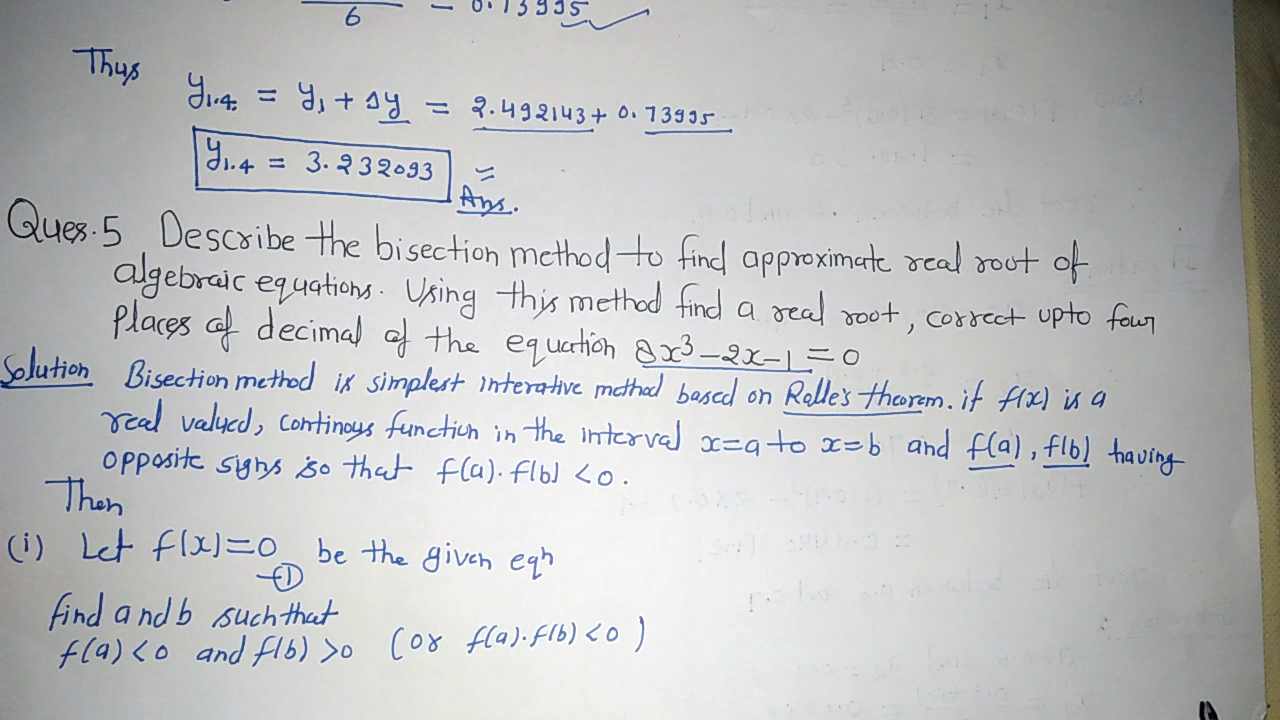 6 - 0.73995
Thus
y1.4 = y1 + Δy = 2.492143 + 0.73995
y1.4 = 3.232093 Ans.
Ques.5 Describe the bisection method to find approximate real root of
algebraic equations. Using this method find a real root, correct upto four
Places of decimal of the equation 8x³-2x-1=0
Solution Bisection method is simplest interative method based on Rolle's theorem. if f(x) is a
real valued, continous function in the interval x=a to x=b and f(a), f(b) having
opposite signs so that f(a).f(b) <0.
Then
(i) Let f(x)=0 be the given eqn
-①
find a and b such that
f(a)<0 and f(b) >0 (or f(a).f(b) <0)